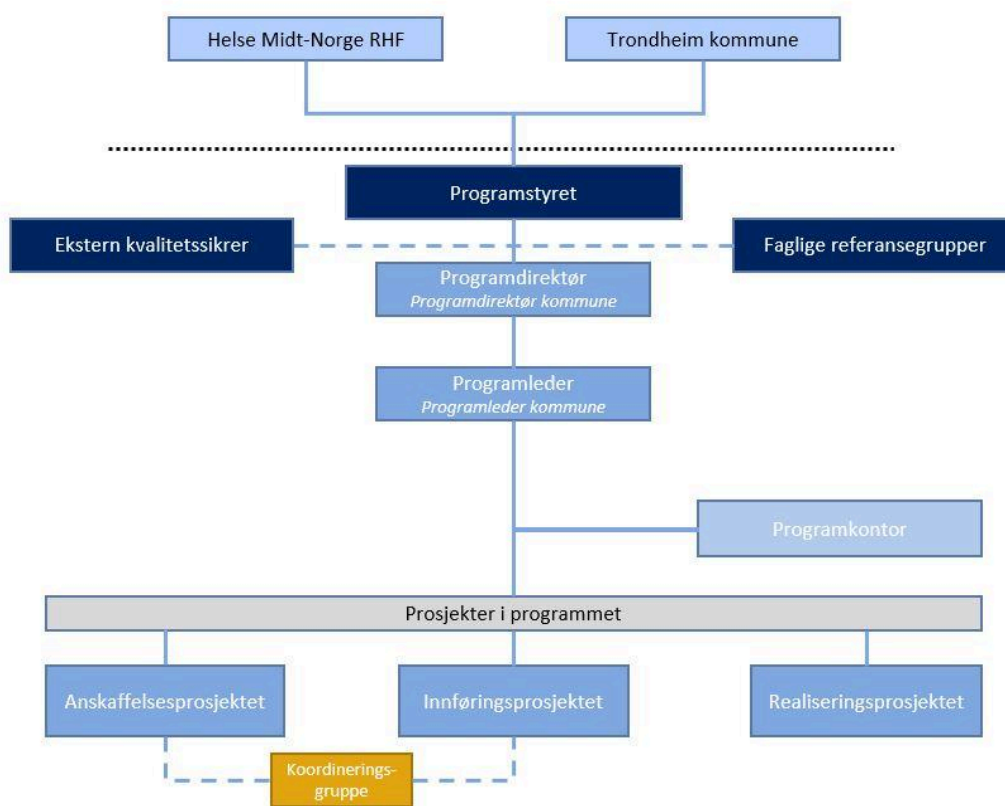 Helse Midt-Norge RHF
Trondheim kommune
Programstyret
Ekstern kvalitetssikrer
Faglige referansegrupper
Programdirektør
Programdirektør kommune
Programleder
Programleder kommune
Programkontor
Prosjekter i programmet
Anskaffelsesprosjektet
Innføringsprosjektet
Realiseringsprosjektet
Koordinerings-
gruppe